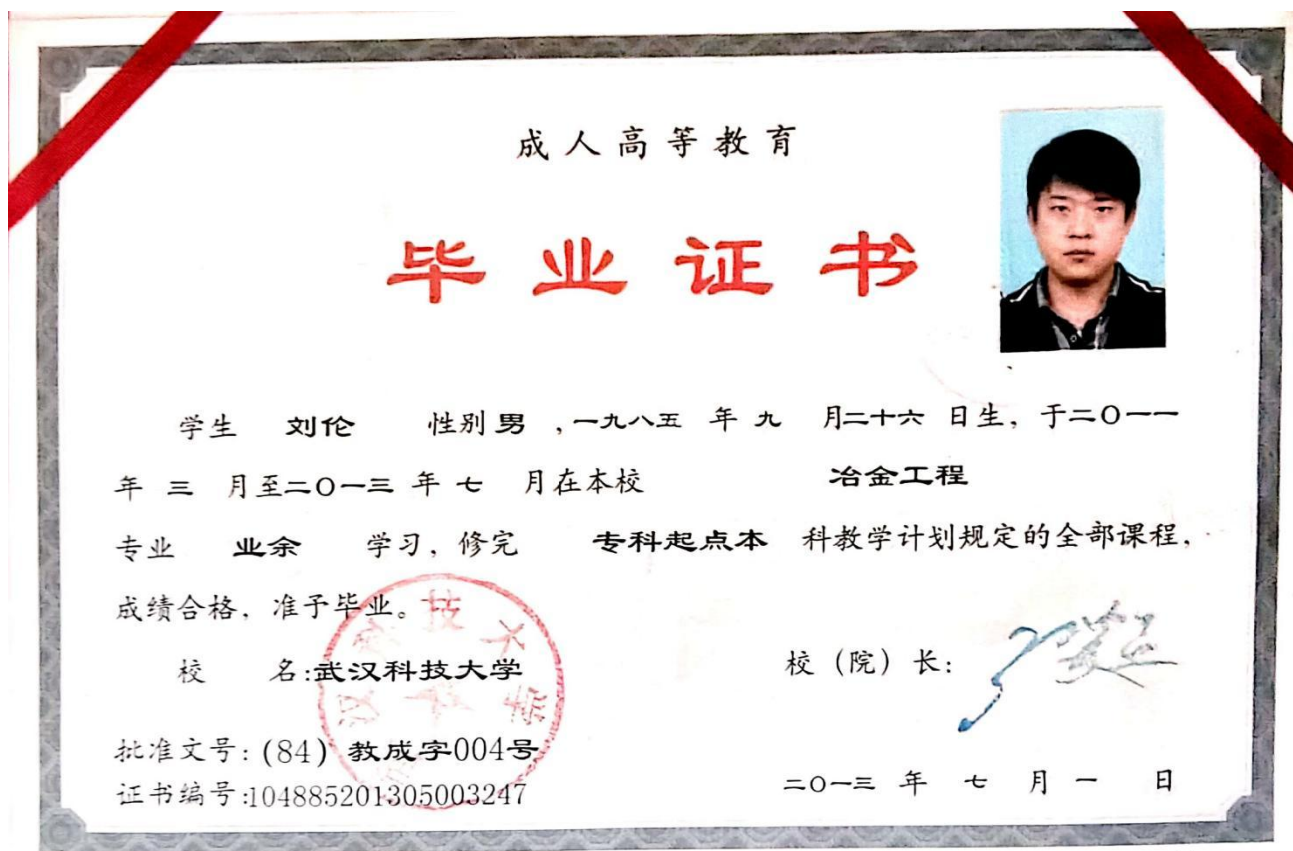 成人高等教育
毕业证书
学生 刘伦 性别 男 ,一九八五 年 九 月二十六 日生, 于二〇一一
年 三 月至二〇一三 年 七 月在本校 冶金工程
专业 业余 学习, 修完 专科起点本 科教学计划规定的全部课程,
成绩合格, 准予毕业。
校 名:武汉科技大学
校 (院) 长:
批准文号: (84) 教成字004号
证书编号:104885201305003247
二〇一三 年 七 月 一 日